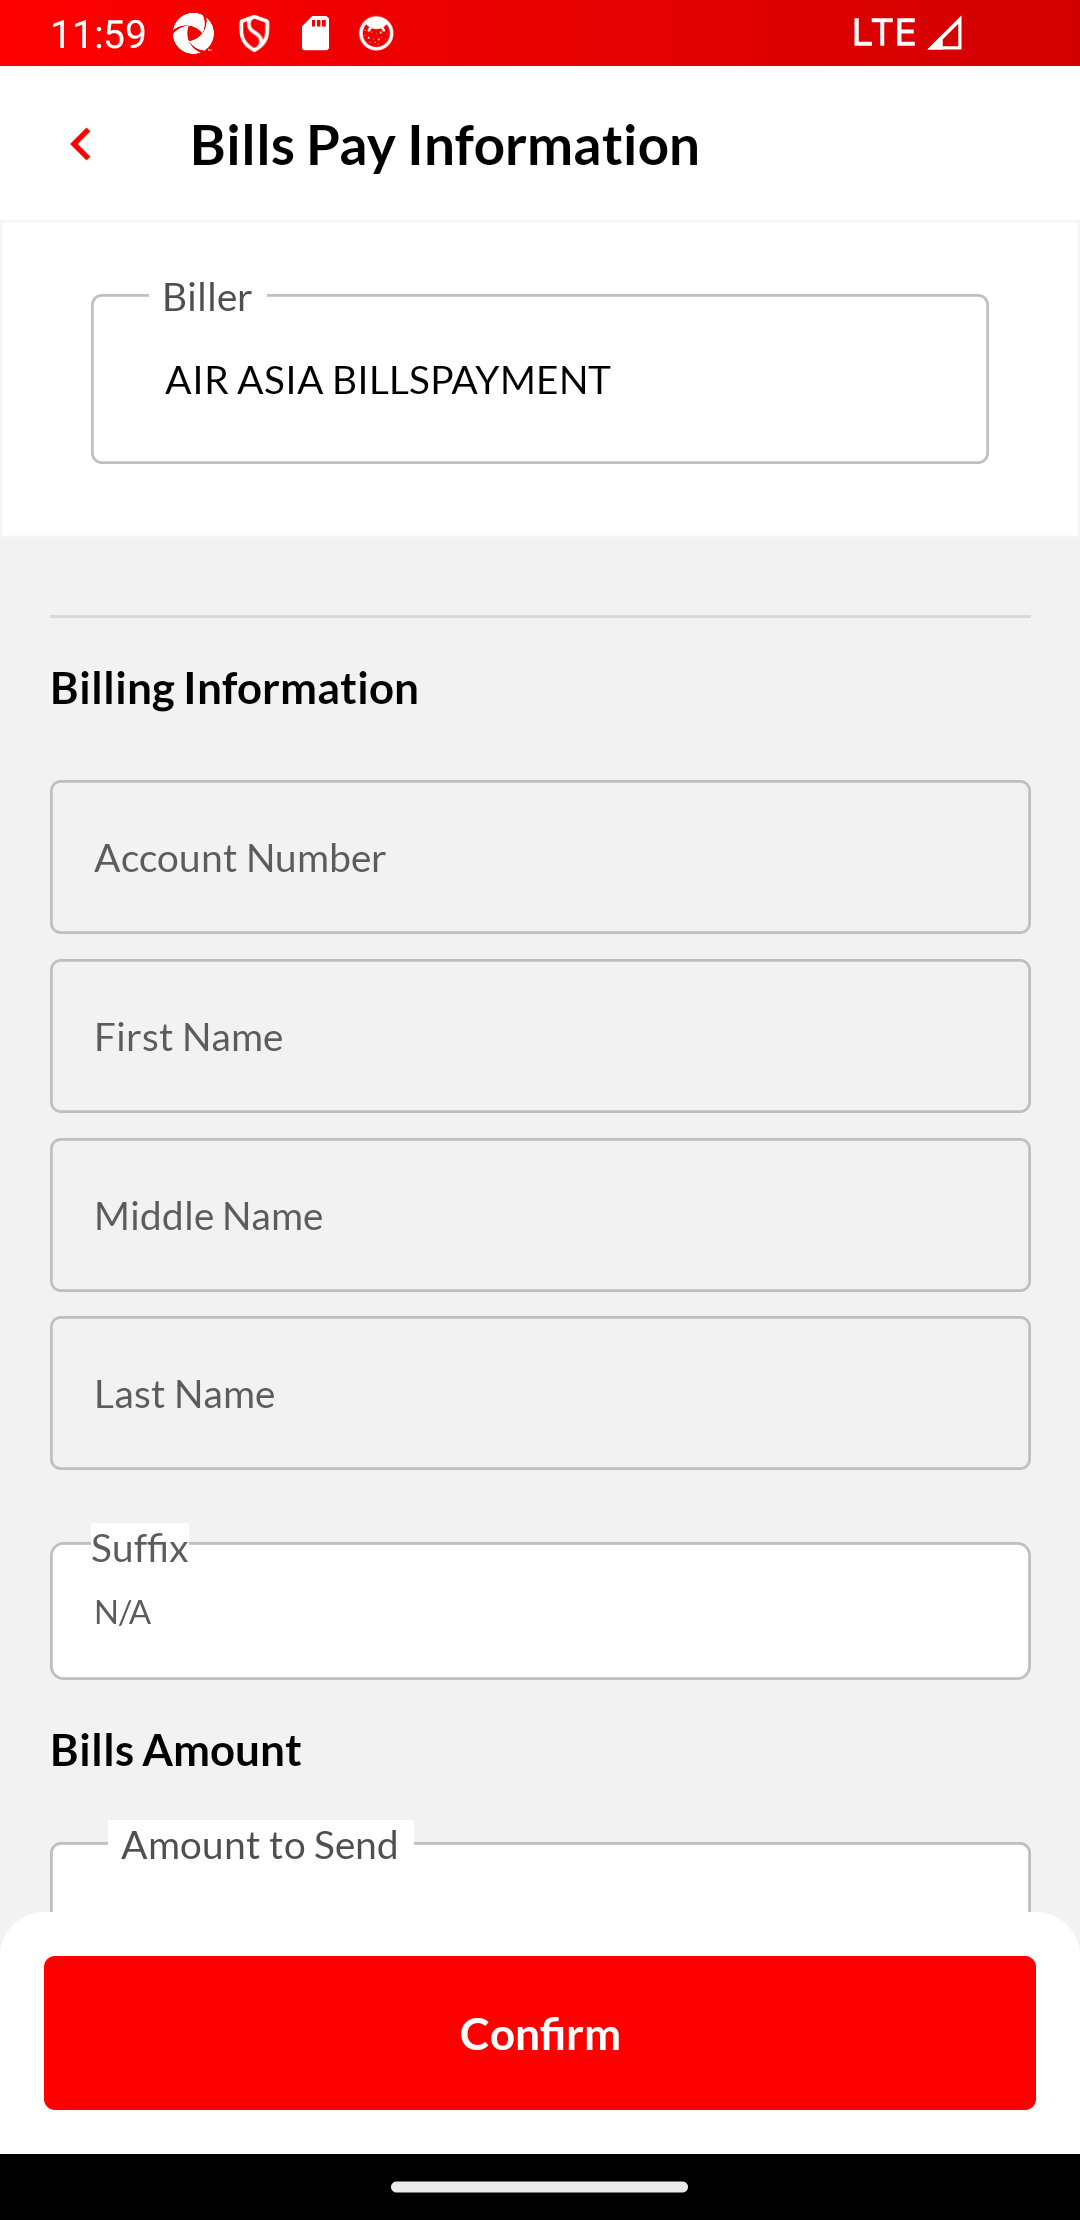 11:59
LTE
Bills Pay Information
Biller
AIR ASIA BILLSPAYMENT
Billing Information
Account Number
First Name
Middle Name
Last Name
Suffix
N/A
Bills Amount
Amount to Send
Confirm